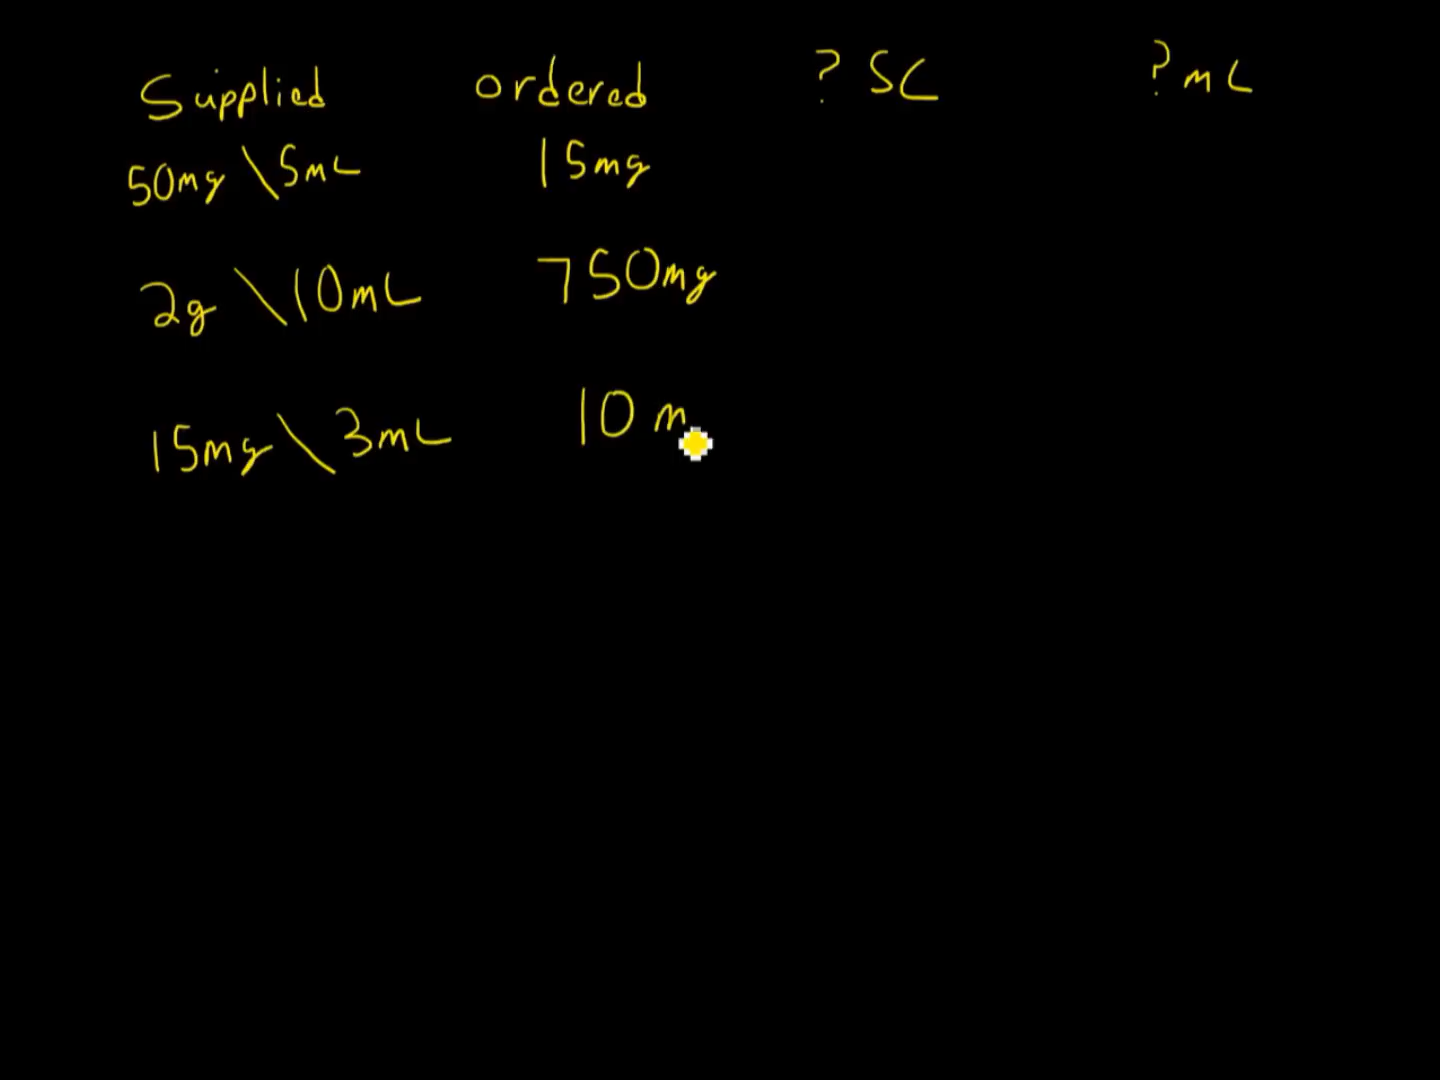 Supplied ordered ? SC ? mL
50mg \ 5mL 15mg
2g \ 10mL 750mg
15mg \ 3mL 10 m